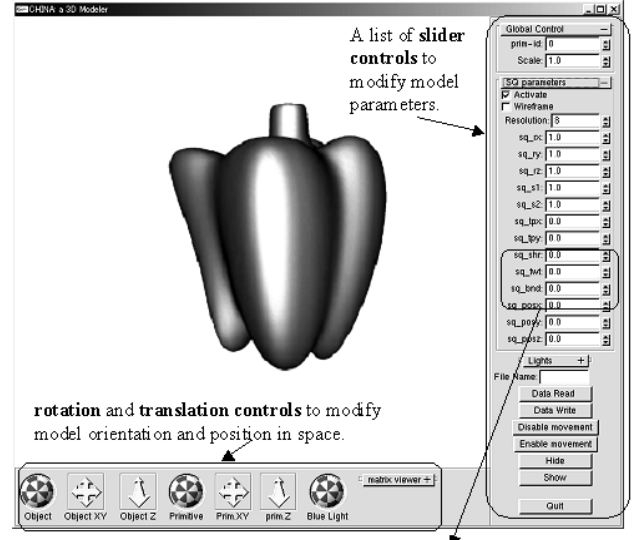 CHINA: a 3D Modeler
A list of slider
controls to
modify model
parameters.
Global Control
prim-id: 0
Scale: 1.0
SQ parameters
Activate
Wireframe
Resolution: 8
sq_rx: 1.0
sq_ry: 1.0
sq_rz: 1.0
sq_s1: 1.0
sq_s2: 1.0
sq_tpx: 0.0
sq_tpy: 0.0
sq_shr: 0.0
sq_twt: 0.0
sq_bnd: 0.0
sq_posx: 0.0
sq_posy: 0.0
sq_posz: 0.0
Lights +
File Name:
Data Read
Data Write
Disable movement
Enable movement
Hide
Show
Quit
rotation and translation controls to modify
model orientation and position in space.
matrix viewer +
Object Object XY Object Z Primitive Prim.XY prim.Z Blue Light